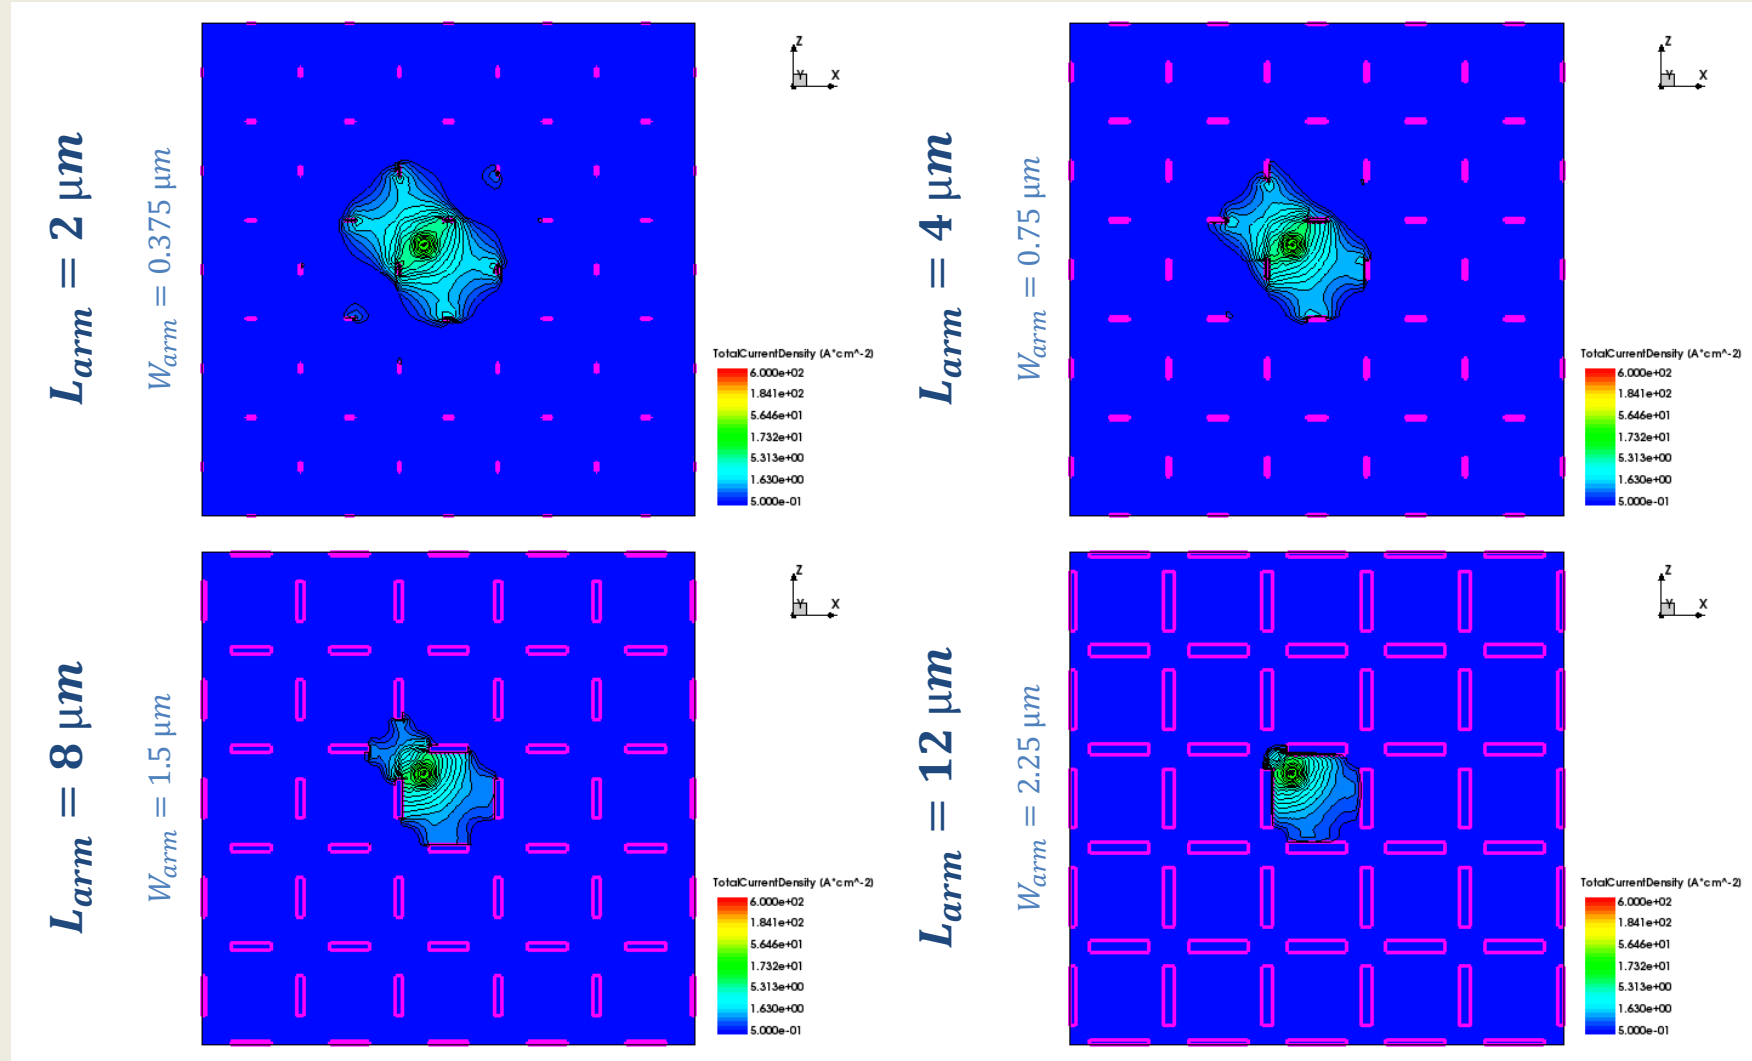 L_arm = 2 μm
W_arm = 0.375 μm
Z
Y
X
TotalCurrentDensity (A*cm^-2)
6.000e+02
1.841e+02
5.646e+01
1.732e+01
5.313e+00
1.630e+00
5.000e-01
L_arm = 4 μm
W_arm = 0.75 μm
Z
Y
X
TotalCurrentDensity (A*cm^-2)
6.000e+02
1.841e+02
5.646e+01
1.732e+01
5.313e+00
1.630e+00
5.000e-01
L_arm = 8 μm
W_arm = 1.5 μm
Z
Y
X
TotalCurrentDensity (A*cm^-2)
6.000e+02
1.841e+02
5.646e+01
1.732e+01
5.313e+00
1.630e+00
5.000e-01
L_arm = 12 μm
W_arm = 2.25 μm
Z
Y
X
TotalCurrentDensity (A*cm^-2)
6.000e+02
1.841e+02
5.646e+01
1.732e+01
5.313e+00
1.630e+00
5.000e-01